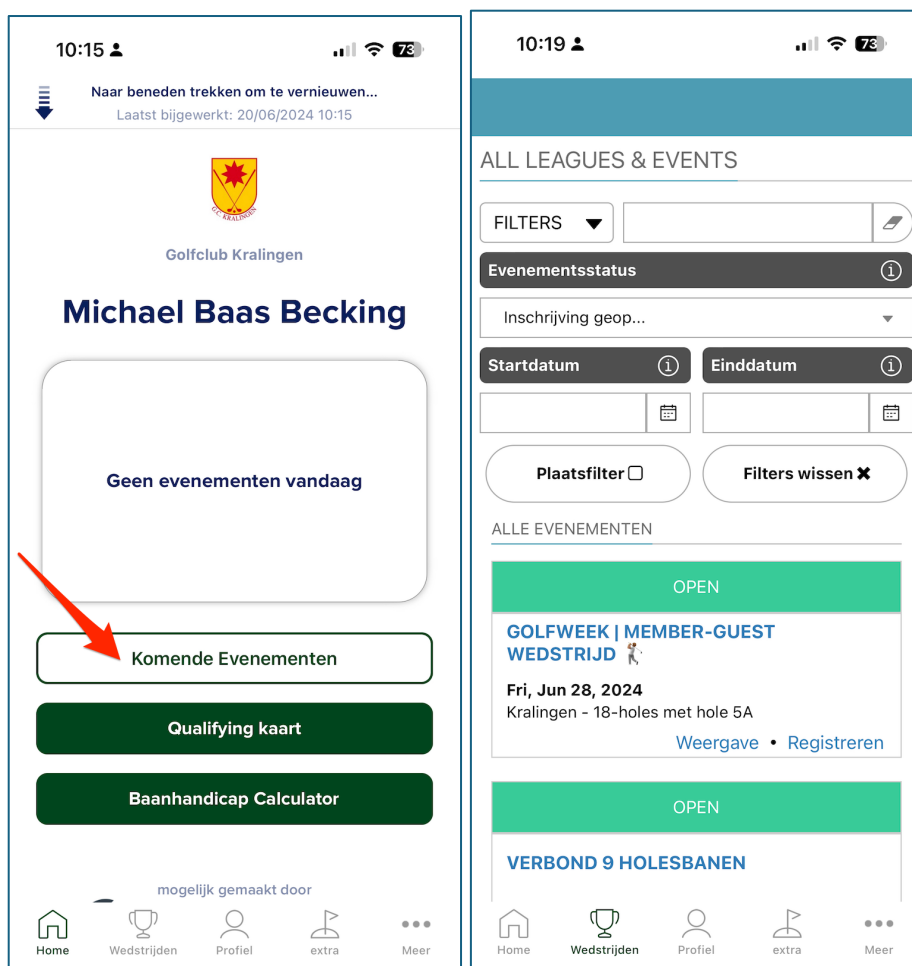 10:15
73
Naar beneden trekken om te vernieuwen...
Laatst bijgewerkt: 20/06/2024 10:15
G.C. KRALINGEN
Golfclub Kralingen
Michael Baas Becking
Geen evenementen vandaag
Komende Evenementen
Qualifying kaart
Baanhandicap Calculator
mogelijk gemaakt door
Home
Wedstrijden
Profiel
extra
Meer
10:19
73
ALL LEAGUES & EVENTS
FILTERS
Evenementsstatus
Inschrijving geop...
Startdatum
Einddatum
Plaatsfilter
Filters wissen
ALLE EVENEMENTEN
OPEN
GOLFWEEK | MEMBER-GUEST
WEDSTRIJD 🏌
Fri, Jun 28, 2024
Kralingen - 18-holes met hole 5A
Weergave • Registreren
OPEN
VERBOND 9 HOLESBANEN
Home
Wedstrijden
Profiel
extra
Meer